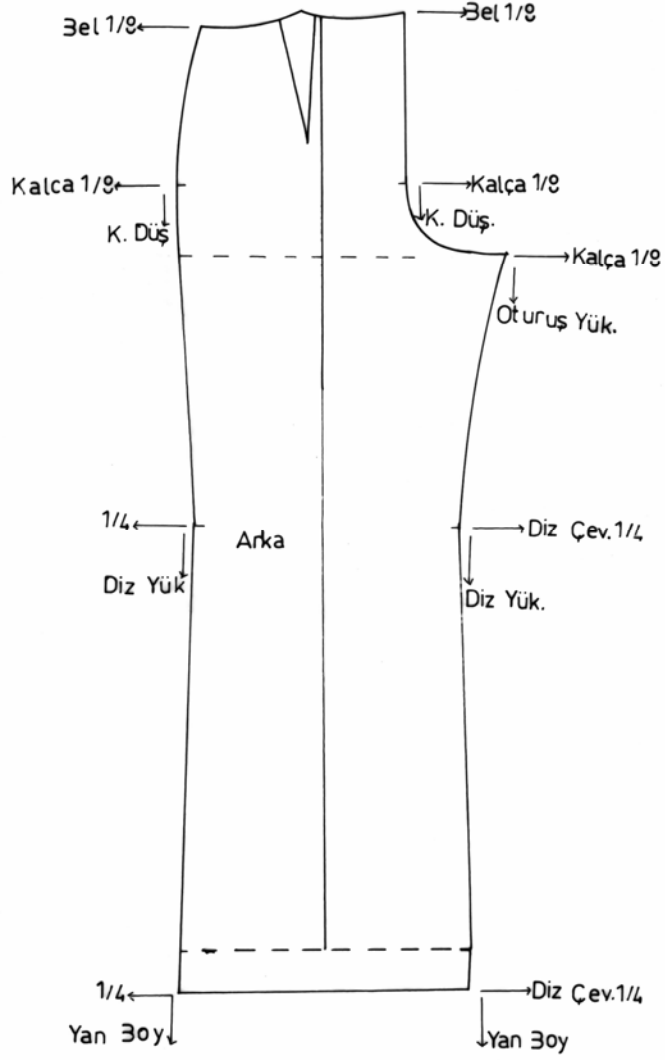 Bel 1/8
Bel 1/8
Kalca 1/8
Kalça 1/8
K. Düş
K. Düş.
Kalça 1/8
Oturuş Yük.
1/4
Arka
Diz Çev. 1/4
Diz Yük
Diz Yük.
1/4
Diz Çev. 1/4
Yan Boy
Yan Boy